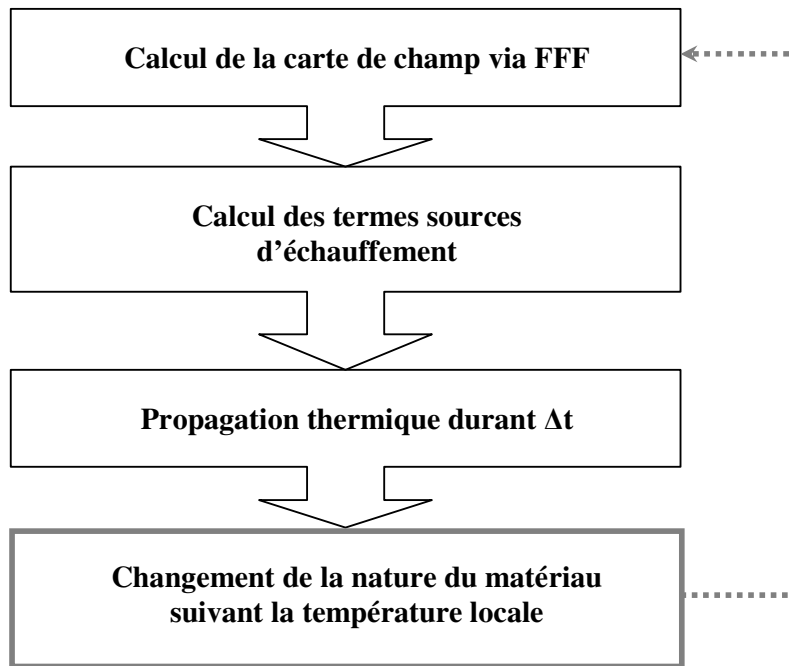 Calcul de la carte de champ via FFF
Calcul des termes sources
d’échauffement
Propagation thermique durant Δt
Changement de la nature du matériau
suivant la température locale